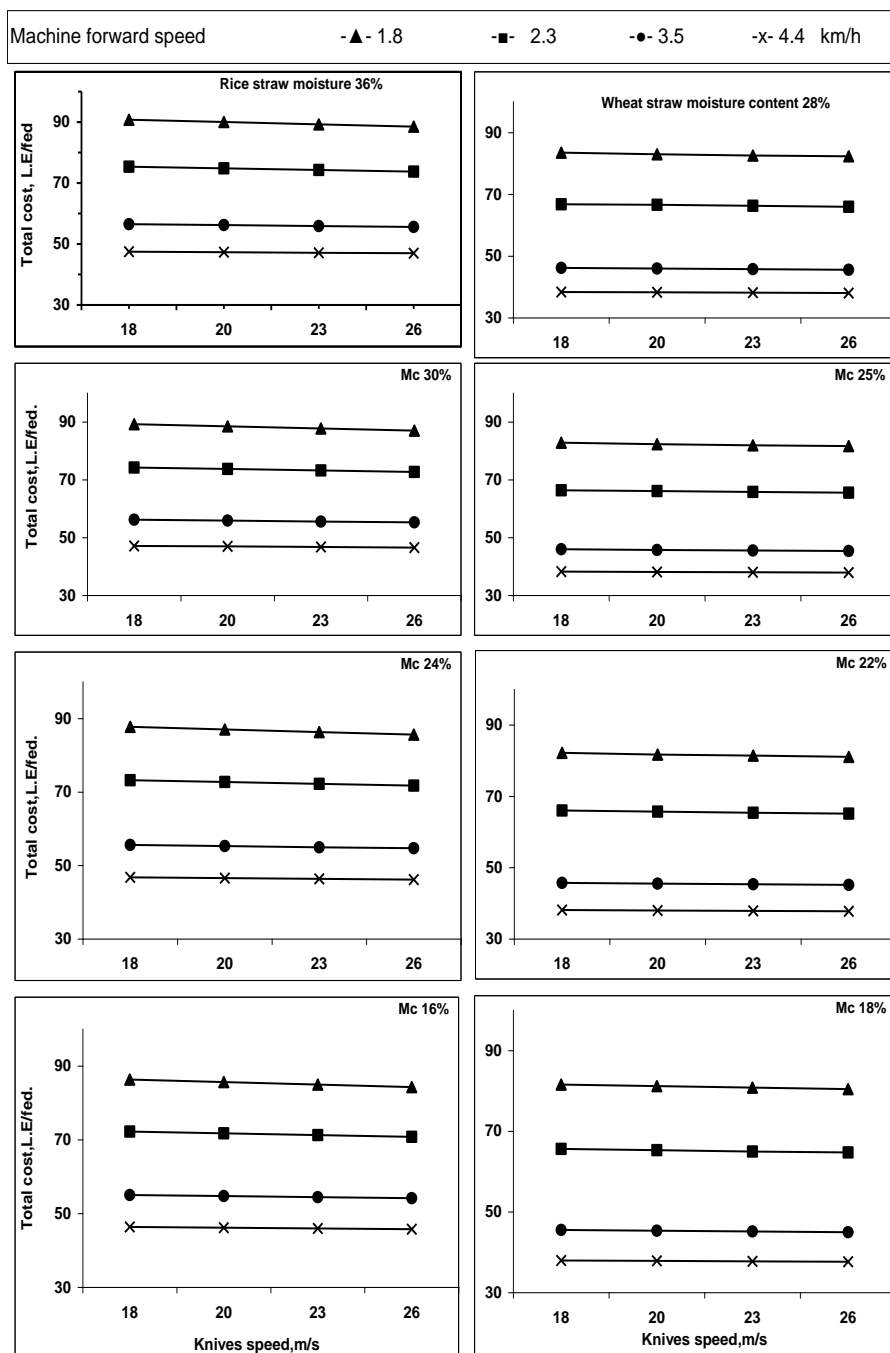 Machine forward speed -▲- 1.8 -■- 2.3 -●- 3.5 -x- 4.4 km/h
Rice straw moisture 36%
Total cost, L.E/fed
90
70
50
30
18 20 23 26
Wheat straw moisture content 28%
90
70
50
30
18 20 23 26
Mc 30%
Total cost,L.E/fed.
90
70
50
30
18 20 23 26
Mc 25%
90
70
50
30
18 20 23 26
Mc 24%
Total cost,L.E/fed.
90
70
50
30
18 20 23 26
Mc 22%
90
70
50
30
18 20 23 26
Mc 16%
Total cost,L.E/fed.
90
70
50
30
18 20 23 26
Knives speed,m/s
Mc 18%
90
70
50
30
18 20 23 26
Knives speed,m/s